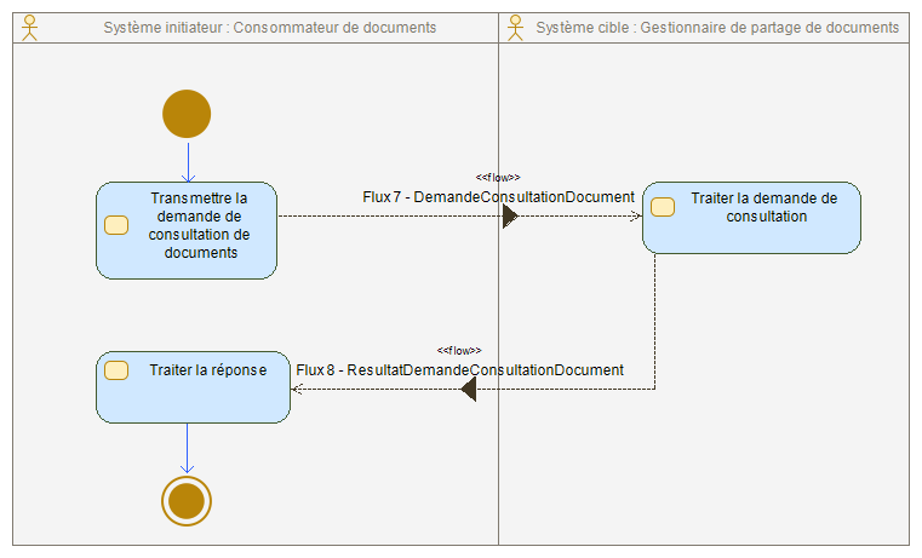 Système initiateur : Consommateur de documents
Système cible : Gestionnaire de partage de documents
Transmettre la
demande de
consultation de
documents
<<flow>>
Flux 7 - DemandeConsultationDocument
Traiter la demande de
consultation
Traiter la réponse
<<flow>>
Flux 8 - ResultatDemandeConsultationDocument